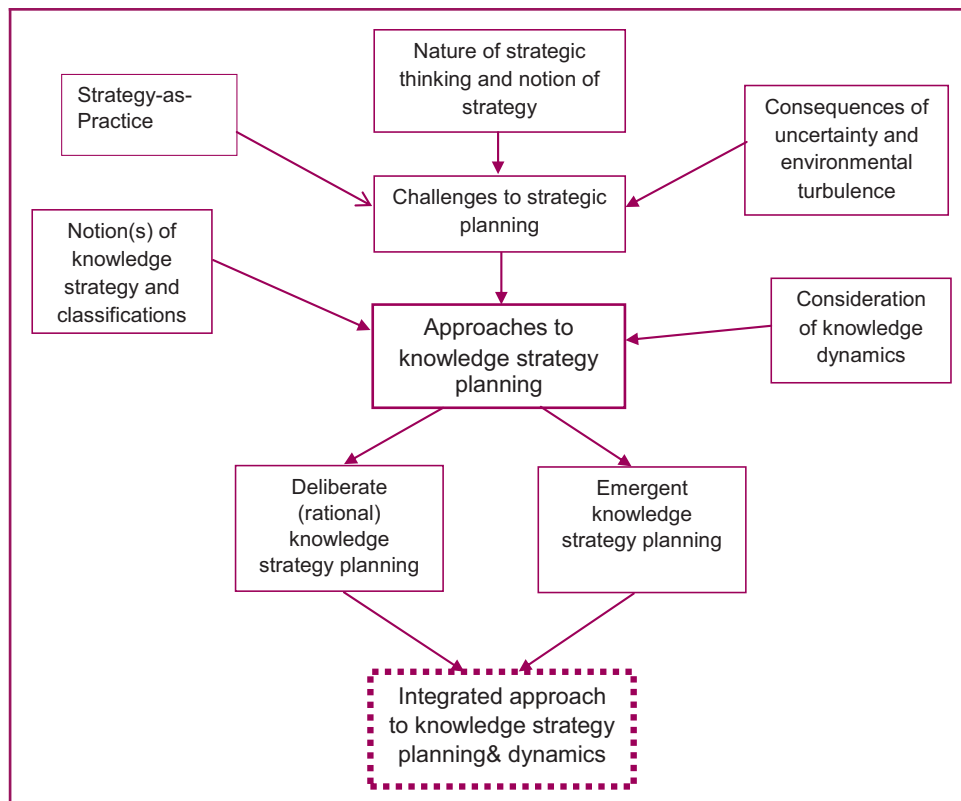 Nature of strategic
thinking and notion of
strategy
Strategy-as-
Practice
Consequences of
uncertainty and
environmental
turbulence
Challenges to strategic
planning
Notion(s) of
knowledge
strategy and
classifications
Approaches to
knowledge strategy
planning
Consideration
of knowledge
dynamics
Deliberate
(rational)
knowledge
strategy planning
Emergent
knowledge
strategy planning
Integrated approach
to knowledge strategy
planning& dynamics